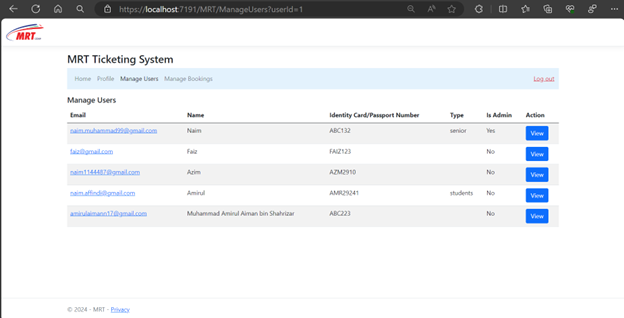 https://localhost:7191/MRT/ManageUsers?userId=1
MRT.com
MRT Ticketing System
Home Profile Manage Users Manage Bookings Log out
Manage Users
Email Name Identity Card/Passport Number Type Is Admin Action
naim.muhammad99@gmail.com Naim ABC132 senior Yes View
faiz@gmail.com Faiz FAIZ123 No View
naim1144487@gmail.com Azim AZM2910 No View
naim.affindi@gmail.com Amirul AMR29241 students No View
amirulaimann17@gmail.com Muhammad Amirul Aiman bin Shahrizar ABC223 No View
© 2024 - MRT - Privacy